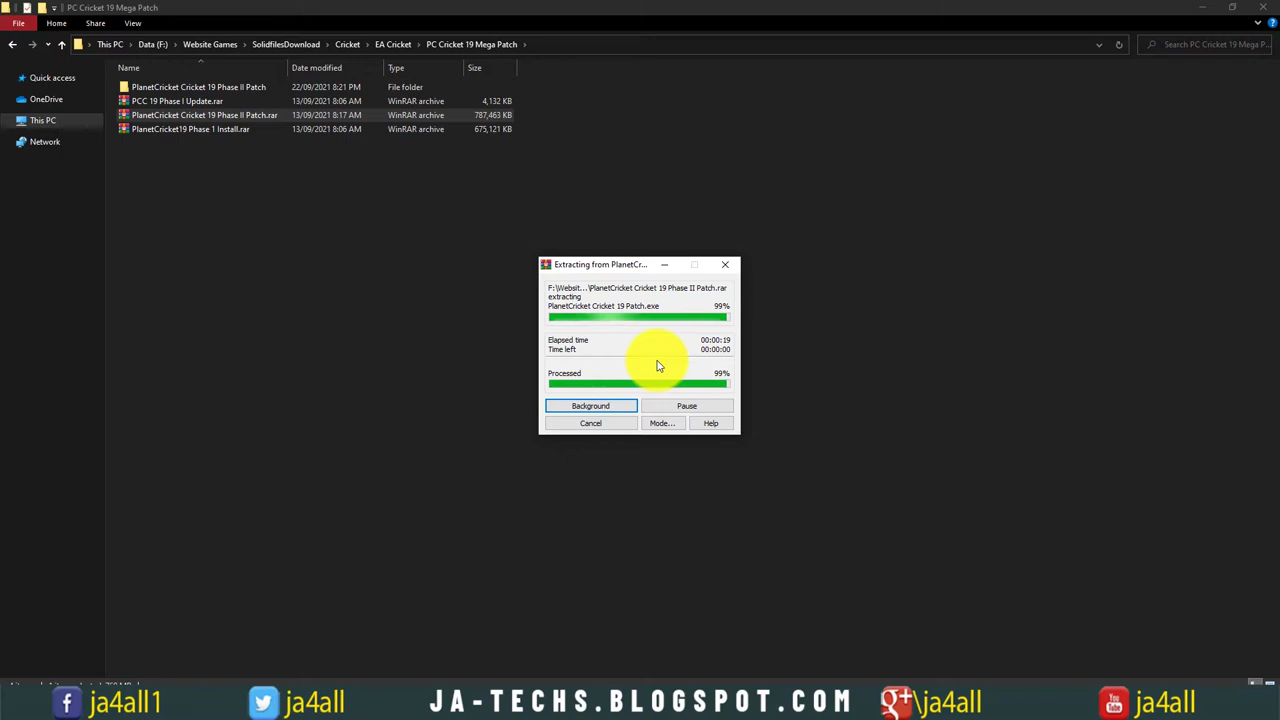 PC Cricket 19 Mega Patch
File Home Share View
This PC Data (F:) Website Games SolidfilesDownload Cricket EA Cricket PC Cricket 19 Mega Patch Search PC Cricket 19 Mega P...
Name Date modified Type Size
Quick access
OneDrive
This PC
Network
PlanetCricket Cricket 19 Phase II Patch 22/09/2021 8:21 PM File folder
PCC 19 Phase I Update.rar 13/09/2021 8:06 AM WinRAR archive 4,132 KB
PlanetCricket Cricket 19 Phase II Patch.rar 13/09/2021 8:17 AM WinRAR archive 787,463 KB
PlanetCricket19 Phase 1 Install.rar 13/09/2021 8:06 AM WinRAR archive 675,121 KB
Extracting from PlanetCr...
F:\Websit...\PlanetCricket Cricket 19 Phase II Patch.rar
extracting
PlanetCricket Cricket 19 Patch.exe 99%
Elapsed time 00:00:19
Time left 00:00:00
Processed 99%
Background Pause
Cancel Mode... Help
ja4all1 ja4all JA-TECHS.BLOGSPOT.COM g+\ja4all You Tube ja4all